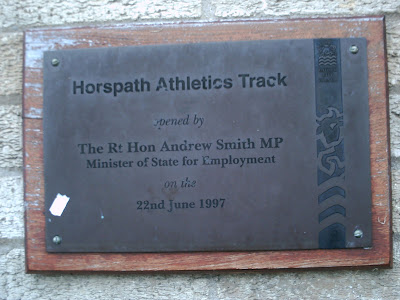 Horspath Athletics Track
opened by
The Rt Hon Andrew Smith MP
Minister of State for Employment
on the
22nd June 1997